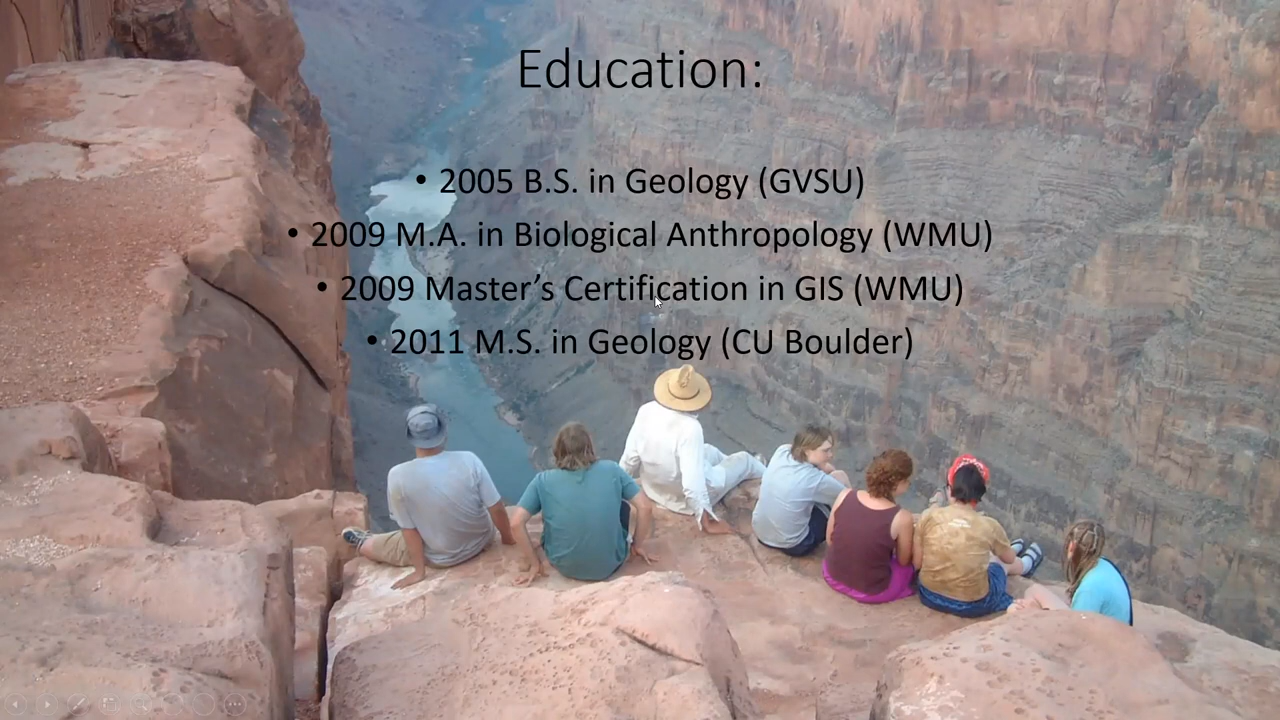 Education:
• 2005 B.S. in Geology (GVSU)
• 2009 M.A. in Biological Anthropology (WMU)
• 2009 Master’s Certification in GIS (WMU)
• 2011 M.S. in Geology (CU Boulder)